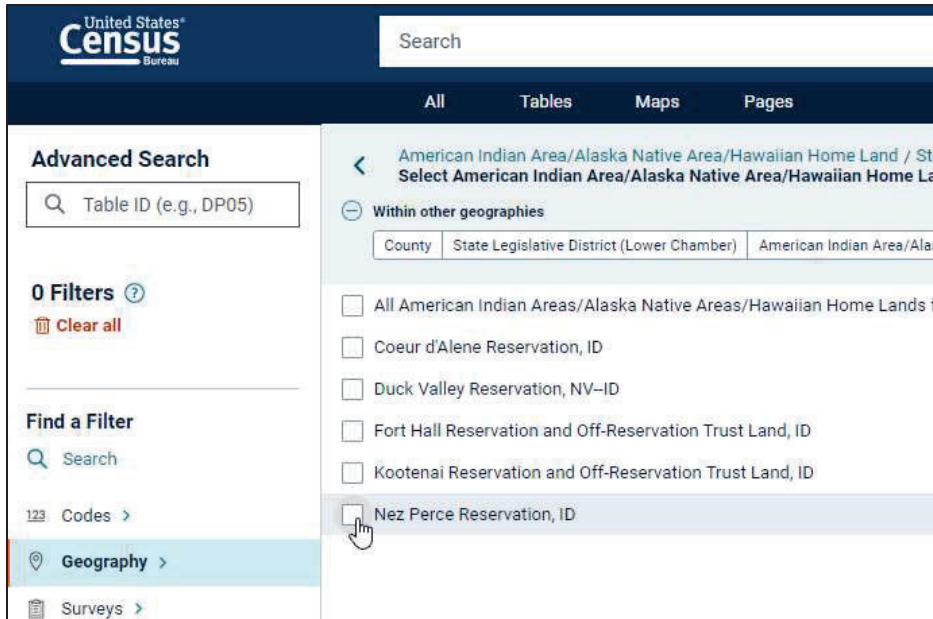 United States®
Census
Bureau
Search
All Tables Maps Pages
Advanced Search
Table ID (e.g., DP05)
0 Filters ?
Clear all
Find a Filter
Search
123 Codes >
Geography >
Surveys >
American Indian Area/Alaska Native Area/Hawaiian Home Land / St
Select American Indian Area/Alaska Native Area/Hawaiian Home La
Within other geographies
County State Legislative District (Lower Chamber) American Indian Area/Ala
All American Indian Areas/Alaska Native Areas/Hawaiian Home Lands
Coeur d'Alene Reservation, ID
Duck Valley Reservation, NV--ID
Fort Hall Reservation and Off-Reservation Trust Land, ID
Kootenai Reservation and Off-Reservation Trust Land, ID
Nez Perce Reservation, ID